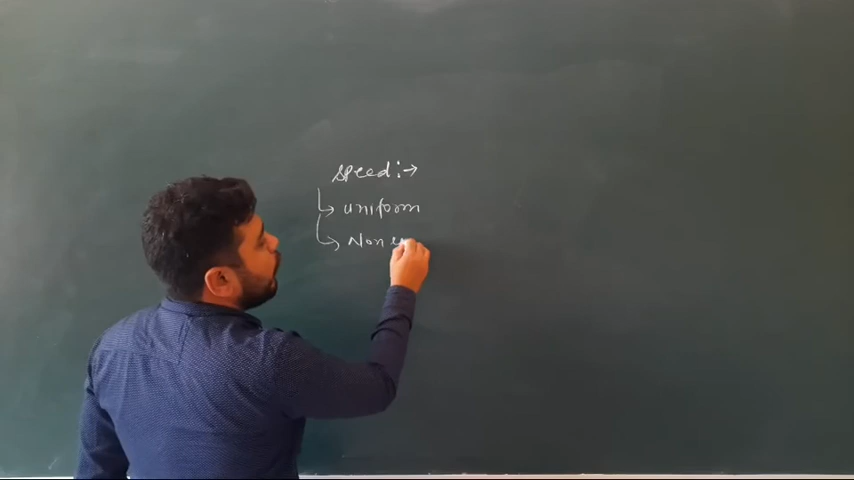 Speed :→
↳ uniform
↳ Non u